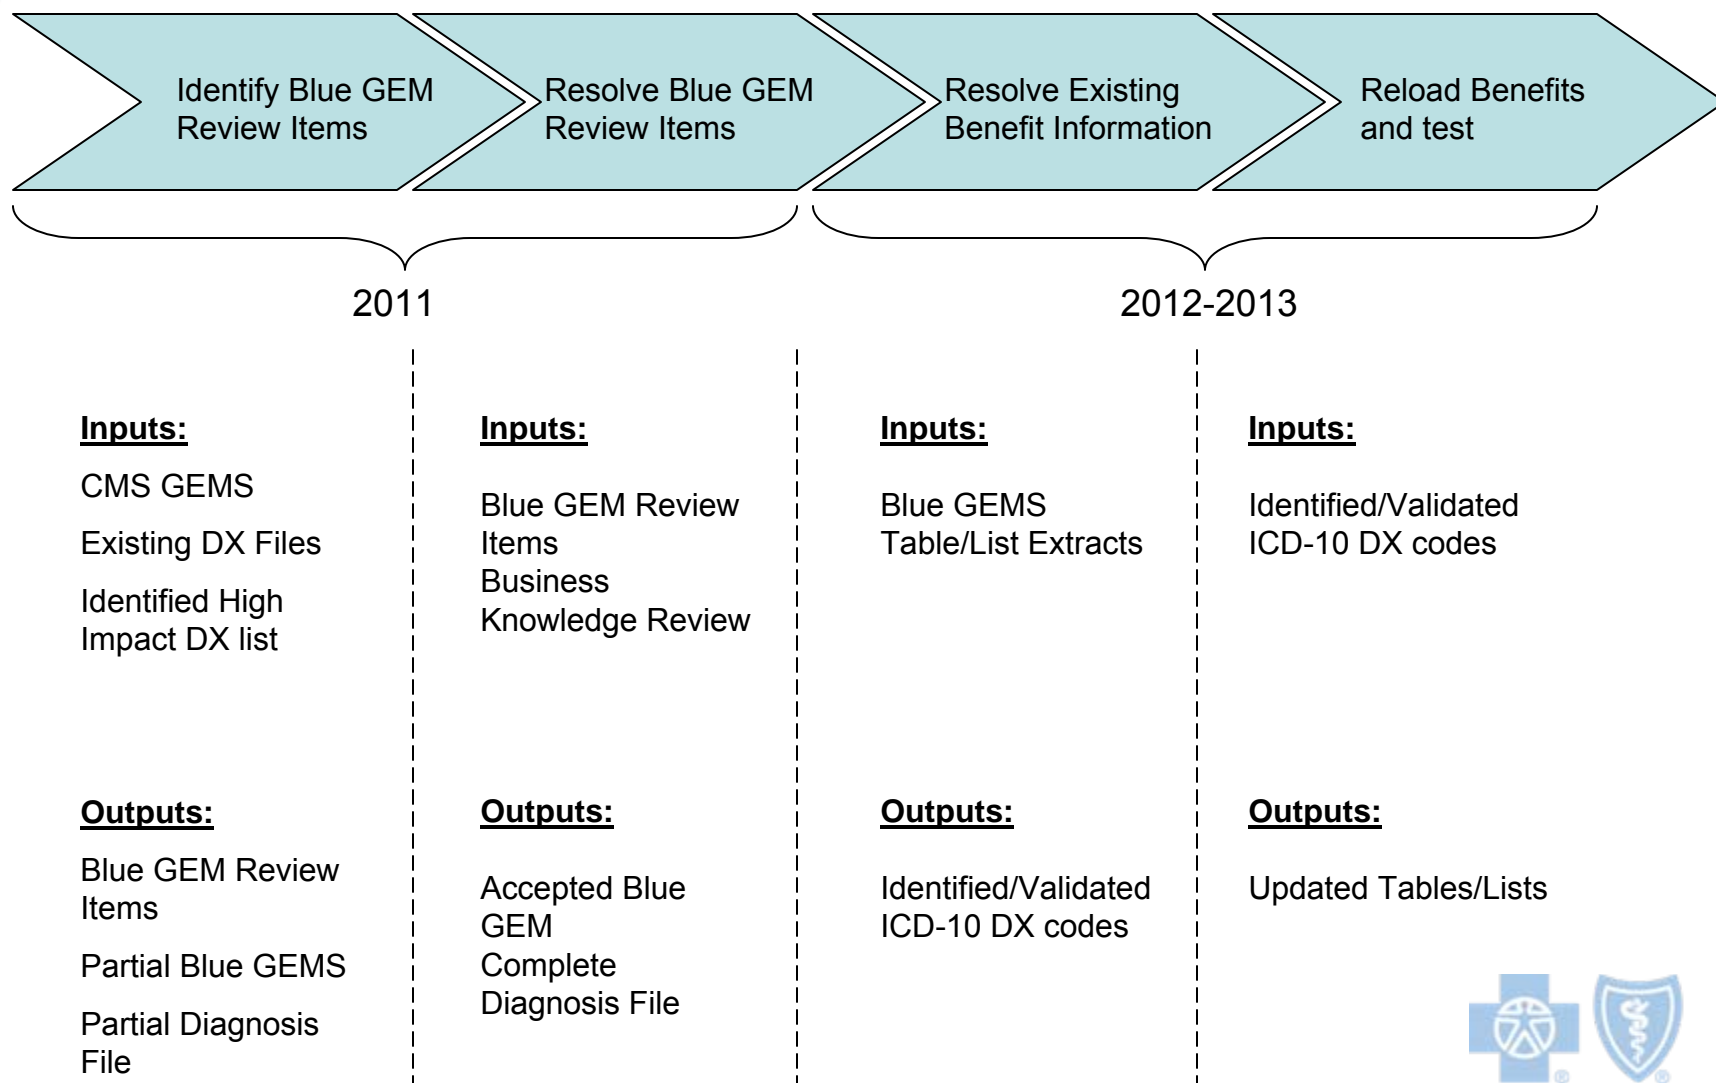 Identify Blue GEM
Review Items
Resolve Blue GEM
Review Items
Resolve Existing
Benefit Information
Reload Benefits
and test
2011
2012-2013
Inputs:
CMS GEMS
Existing DX Files
Identified High
Impact DX list
Outputs:
Blue GEM Review
Items
Partial Blue GEMS
Partial Diagnosis
File
Inputs:
Blue GEM Review
Items
Business
Knowledge Review
Outputs:
Accepted Blue
GEM
Complete
Diagnosis File
Inputs:
Blue GEMS
Table/List Extracts
Outputs:
Identified/Validated
ICD-10 DX codes
Inputs:
Identified/Validated
ICD-10 DX codes
Outputs:
Updated Tables/Lists
® ®